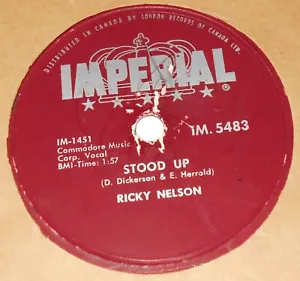 DISTRIBUTED IN CANADA BY LONDON RECORDS OF CANADA LTD.
IMPERIAL
®
IM-1451
Commodore Music
Corp. Vocal
BMI-Time: 1:57
IM. 5483
STOOD UP
(D. Dickerson & E. Herrold)
RICKY NELSON